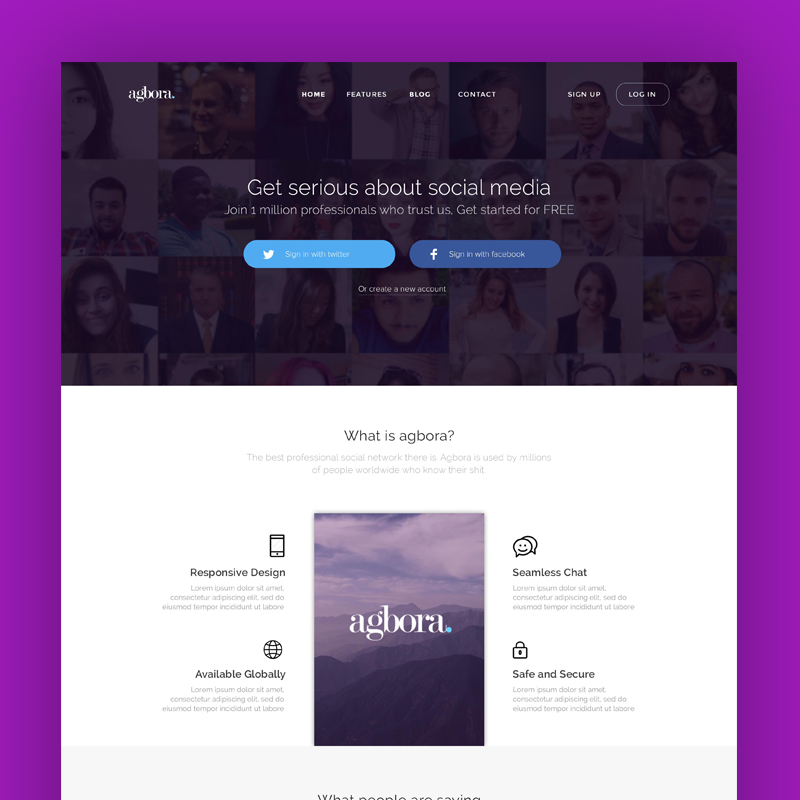 agbora.
HOME FEATURES BLOG CONTACT SIGN UP LOG IN
Get serious about social media
Join 1 million professionals who trust us. Get started for FREE
Sign in with twitter
Sign in with facebook
Or create a new account
What is agbora?
The best professional social network there is. Agbora is used by millions
of people worldwide who know their shit.
Responsive Design
Lorem ipsum dolor sit amet,
consectetur adipiscing elit, sed do
eiusmod tempor incididunt ut labore
Available Globally
Lorem ipsum dolor sit amet,
consectetur adipiscing elit, sed do
eiusmod tempor incididunt ut labore
agbora.
Seamless Chat
Lorem ipsum dolor sit amet,
consectetur adipiscing elit, sed do
eiusmod tempor incididunt ut labore
Safe and Secure
Lorem ipsum dolor sit amet,
consectetur adipiscing elit, sed do
eiusmod tempor incididunt ut labore
What people are saying